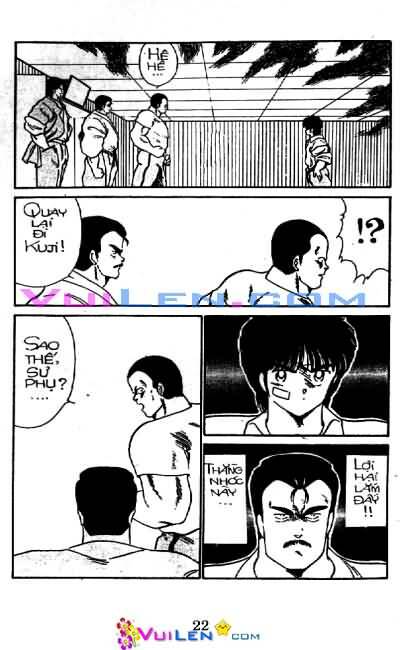 HÊ
HÊ
...
QUAY
LẠI
ĐI
KUJI!
!?
VUILEN.COM
SAO
THẾ,
SƯ
PHỤ?
....
THẰNG
NHÓC
NÀY
...
LỢI
HẠI
LẮM
ĐẤY!!
22
VUILEN.COM